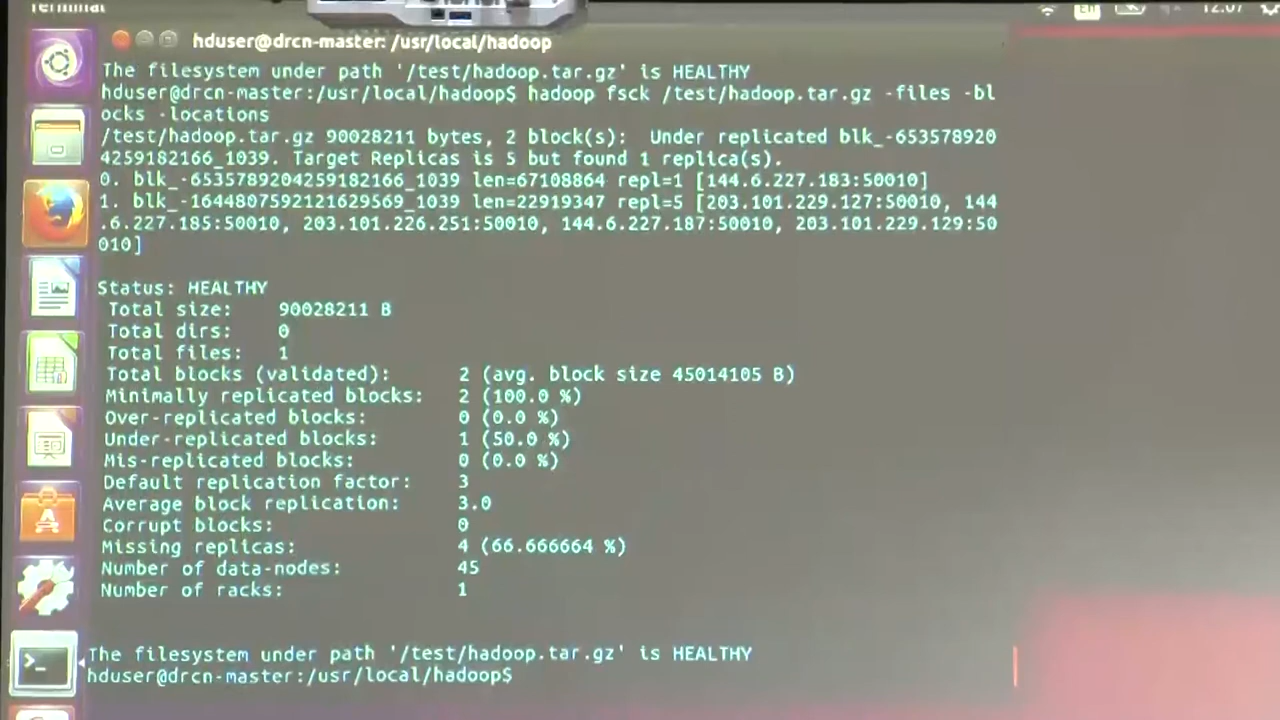 Terminal
En
12:07
hduser@drcn-master: /usr/local/hadoop
The filesystem under path '/test/hadoop.tar.gz' is HEALTHY
hduser@drcn-master:/usr/local/hadoop$ hadoop fsck /test/hadoop.tar.gz -files -bl
ocks -locations
/test/hadoop.tar.gz 90028211 bytes, 2 block(s):  Under replicated blk_-653578920
4259182166_1039. Target Replicas is 5 but found 1 replica(s).
0. blk_-6535789204259182166_1039 len=67108864 repl=1 [144.6.227.183:50010]
1. blk_-1644807592121629569_1039 len=22919347 repl=5 [203.101.229.127:50010, 144
.6.227.185:50010, 203.101.226.251:50010, 144.6.227.187:50010, 203.101.229.129:50
010]
Status: HEALTHY
Total size: 90028211 B
Total dirs: 0
Total files: 1
Total blocks (validated): 2 (avg. block size 45014105 B)
Minimally replicated blocks: 2 (100.0 %)
Over-replicated blocks: 0 (0.0 %)
Under-replicated blocks: 1 (50.0 %)
Mis-replicated blocks: 0 (0.0 %)
Default replication factor: 3
Average block replication: 3.0
Corrupt blocks: 0
Missing replicas: 4 (66.666664 %)
Number of data-nodes: 45
Number of racks: 1
The filesystem under path '/test/hadoop.tar.gz' is HEALTHY
hduser@drcn-master:/usr/local/hadoop$